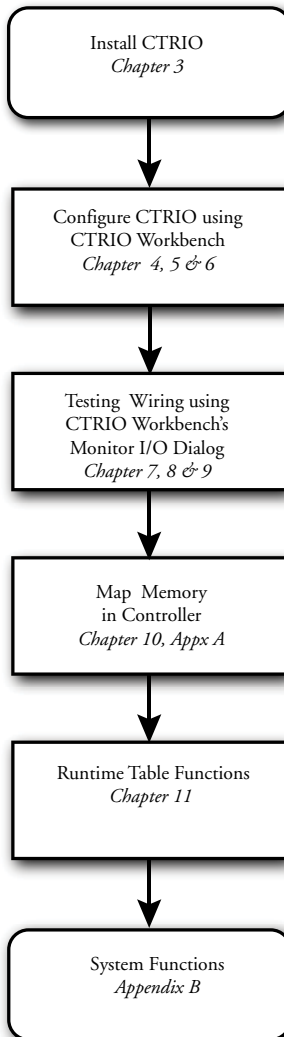 Install CTRIO
Chapter 3
Configure CTRIO using
CTRIO Workbench
Chapter 4, 5 & 6
Testing Wiring using
CTRIO Workbench's
Monitor I/O Dialog
Chapter 7, 8 & 9
Map Memory
in Controller
Chapter 10, Appx A
Runtime Table Functions
Chapter 11
System Functions
Appendix B